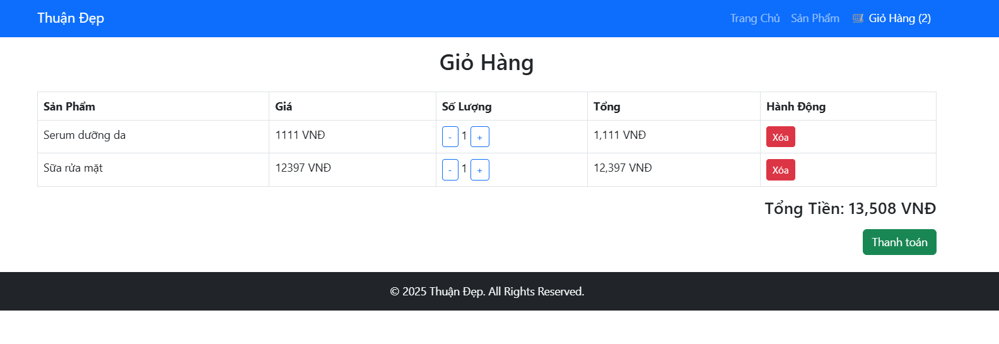 Thuận Đẹp Trang Chủ Sản Phẩm Giỏ Hàng (2)
Giỏ Hàng
Sản Phẩm Giá Số Lượng Tổng Hành Động
Serum dưỡng da 1111 VNĐ - 1 + 1,111 VNĐ Xóa
Sữa rửa mặt 12397 VNĐ - 1 + 12,397 VNĐ Xóa
Tổng Tiền: 13,508 VNĐ
Thanh toán
© 2025 Thuận Đẹp. All Rights Reserved.